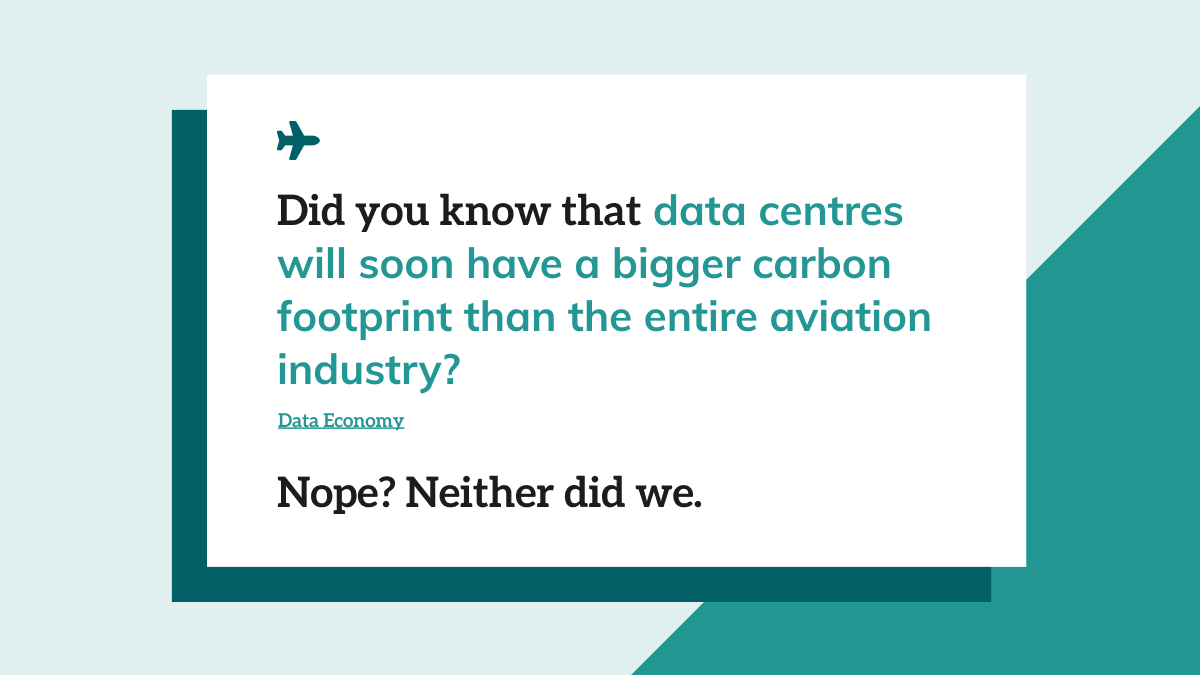 Did you know that data centres
will soon have a bigger carbon
footprint than the entire aviation
industry?
Data Economy
Nope? Neither did we.